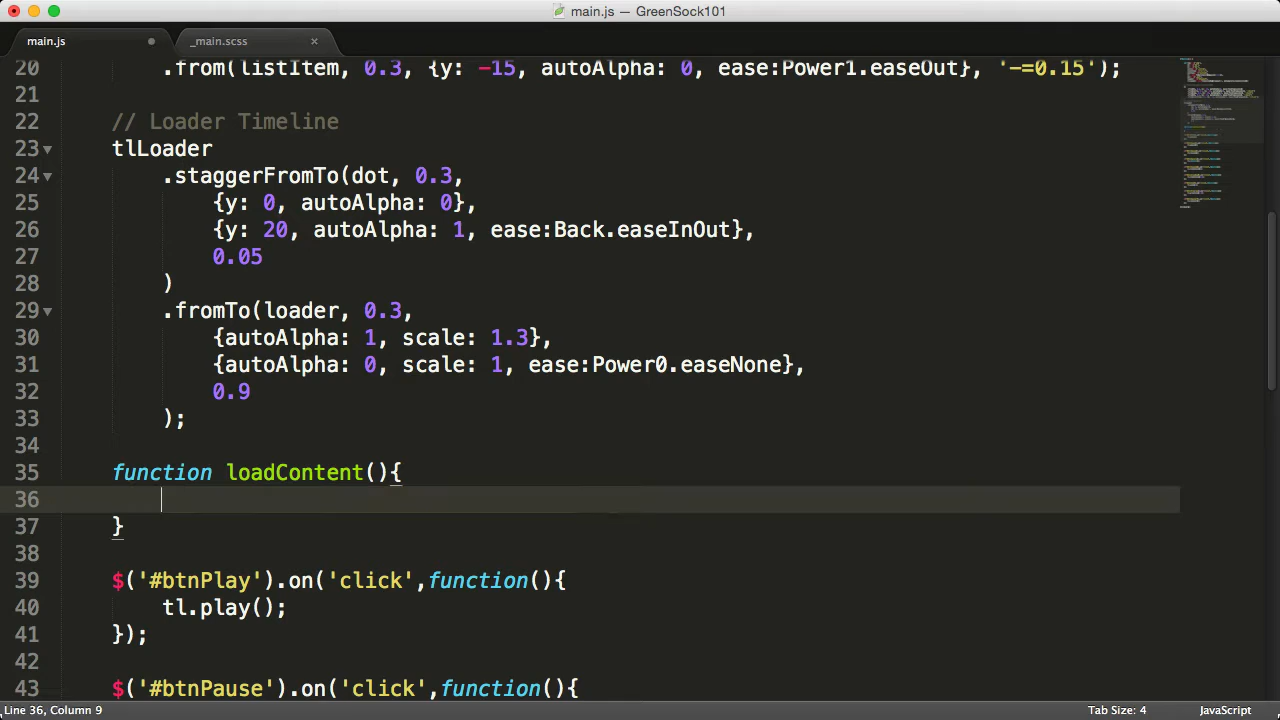 main.js — GreenSock101
main.js
_main.scss ×
20 .from(listItem, 0.3, {y: -15, autoAlpha: 0, ease:Power1.easeOut}, '-=0.15');
21
22 // Loader Timeline
23 tlLoader
24 .staggerFromTo(dot, 0.3,
25 {y: 0, autoAlpha: 0},
26 {y: 20, autoAlpha: 1, ease:Back.easeInOut},
27 0.05
28 )
29 .fromTo(loader, 0.3,
30 {autoAlpha: 1, scale: 1.3},
31 {autoAlpha: 0, scale: 1, ease:Power0.easeNone},
32 0.9
33 );
34
35 function loadContent(){
36
37 }
38
39 $('#btnPlay').on('click',function(){
40 tl.play();
41 });
42
43 $('#btnPause').on('click',function(){
Line 36, Column 9
Tab Size: 4
JavaScript